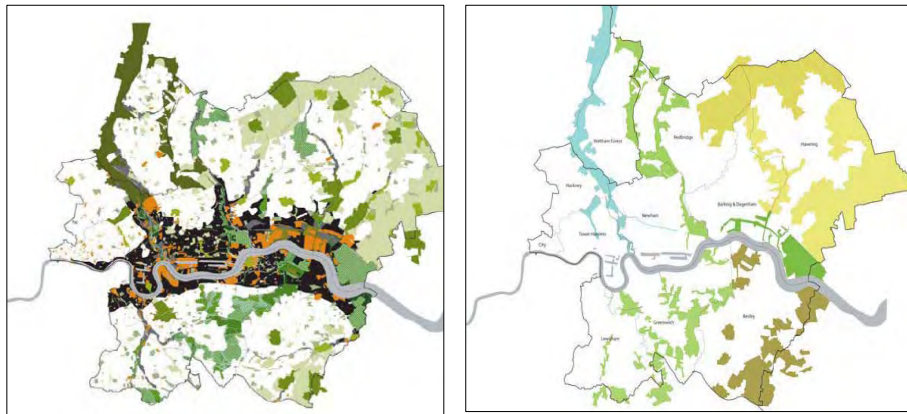 Waltham Forest
Redbridge
Havering
Hackney
Barking & Dagenham
Newham
Tower Hamlets
City
Bexley
Greenwich
Lewisham